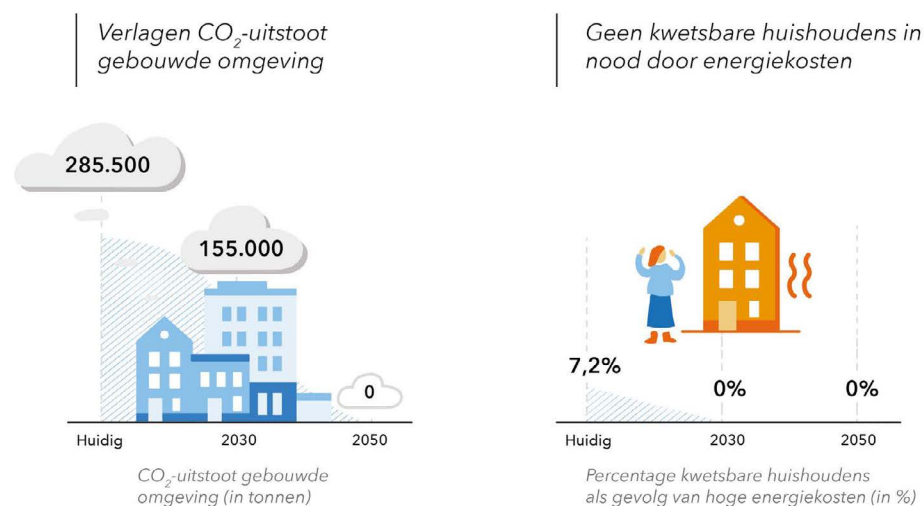 Verlagen CO₂-uitstoot
gebouwde omgeving
285.500
155.000
0
Huidig
2030
2050
CO₂-uitstoot gebouwde
omgeving (in tonnen)
Geen kwetsbare huishoudens in
nood door energiekosten
7,2%
0%
0%
Huidig
2030
2050
Percentage kwetsbare huishoudens
als gevolg van hoge energiekosten (in %)